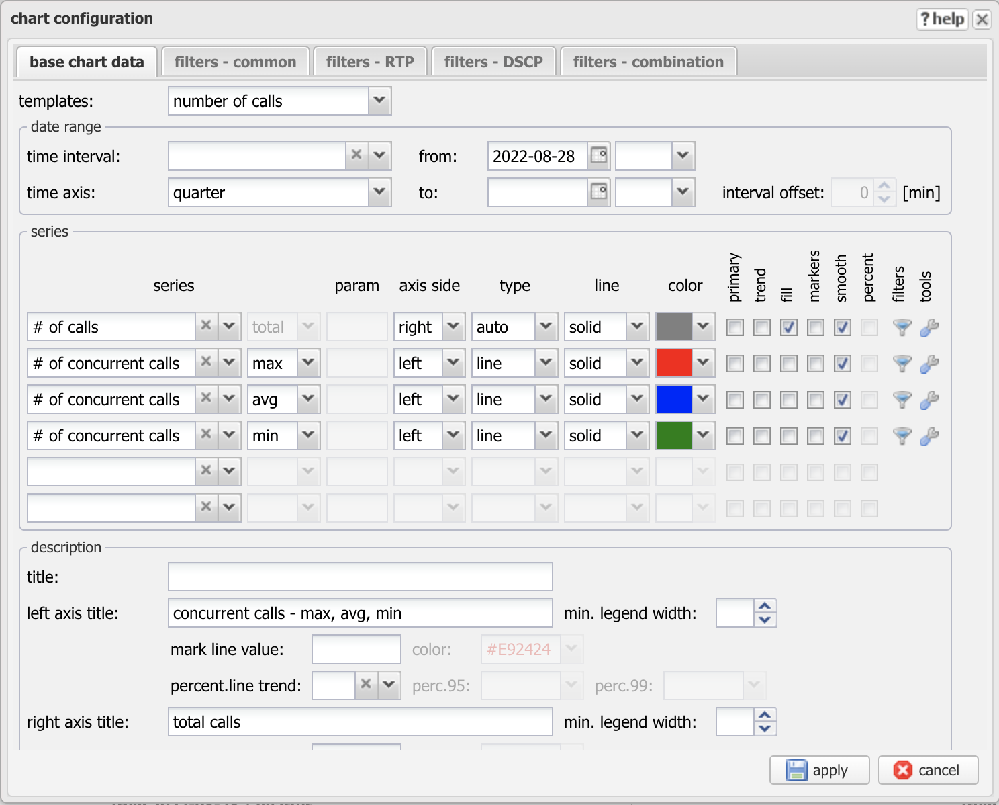 chart configuration
? help
base chart data filters - common filters - RTP filters - DSCP filters - combination
templates: number of calls
date range
time interval: from: 2022-08-28
time axis: quarter to: interval offset: 0 [min]
series
series param axis side type line color primary trend fill markers smooth percent filters tools
# of calls total right auto solid
# of concurrent calls max left line solid
# of concurrent calls avg left line solid
# of concurrent calls min left line solid
description
title:
left axis title: concurrent calls - max, avg, min min. legend width:
mark line value: color: #E92424
percent.line trend: perc.95: perc.99:
right axis title: total calls min. legend width:
apply cancel